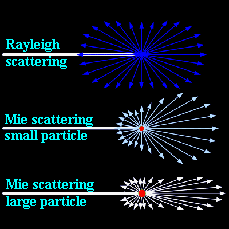 Rayleigh
scattering
Mie scattering
small particle
Mie scattering
large particle